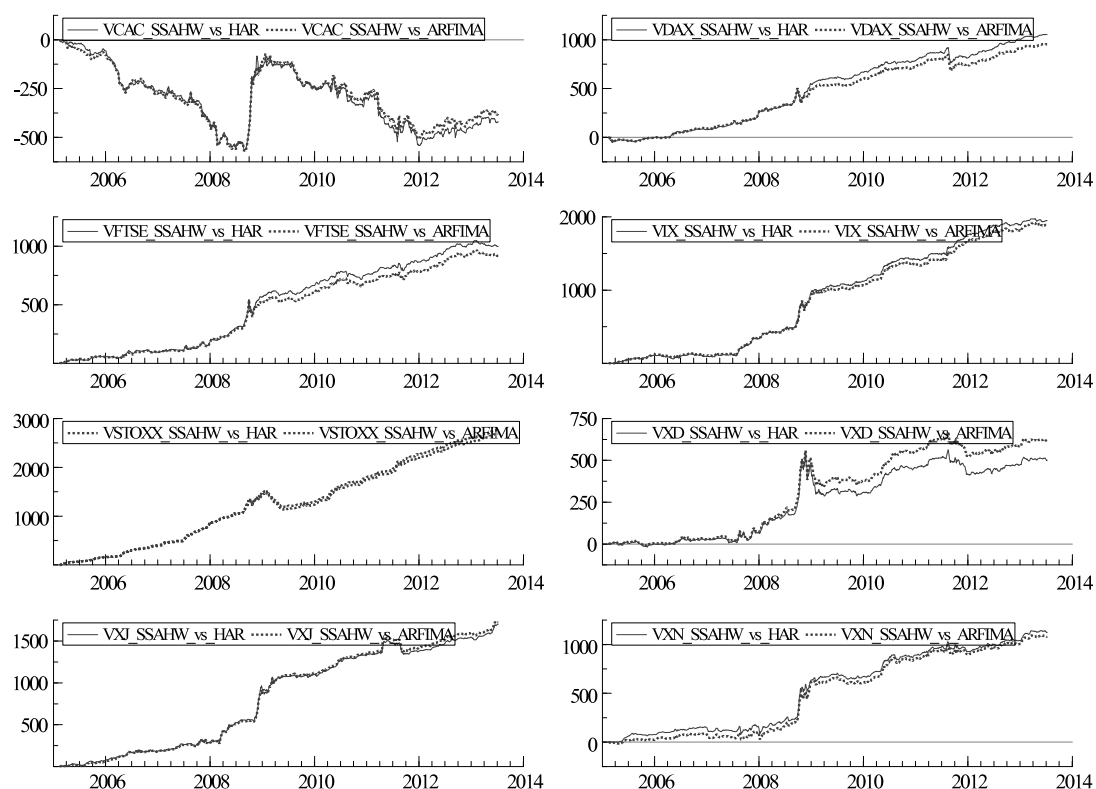 VCAC_SSAHW_vs_HAR VCAC_SSAHW_vs_ARFIMA
0
-250
-500
2006 2008 2010 2012 2014
VDAX_SSAHW_vs_HAR VDAX_SSAHW_vs_ARFIMA
1000
500
0
2006 2008 2010 2012 2014
VFTSE_SSAHW_vs_HAR VFTSE_SSAHW_vs_ARFIMA
1000
500
2006 2008 2010 2012 2014
VIX_SSAHW_vs_HAR VIX_SSAHW_vs_ARFIMA
2000
1000
2006 2008 2010 2012 2014
VSTOXX_SSAHW_vs_HAR VSTOXX_SSAHW_vs_ARFIMA
3000
2000
1000
2006 2008 2010 2012 2014
VXD_SSAHW_vs_HAR VXD_SSAHW_vs_ARFIMA
750
500
250
0
2006 2008 2010 2012 2014
VXJ_SSAHW_vs_HAR VXJ_SSAHW_vs_ARFIMA
1500
1000
500
2006 2008 2010 2012 2014
VXN_SSAHW_vs_HAR VXN_SSAHW_vs_ARFIMA
1000
500
0
2006 2008 2010 2012 2014